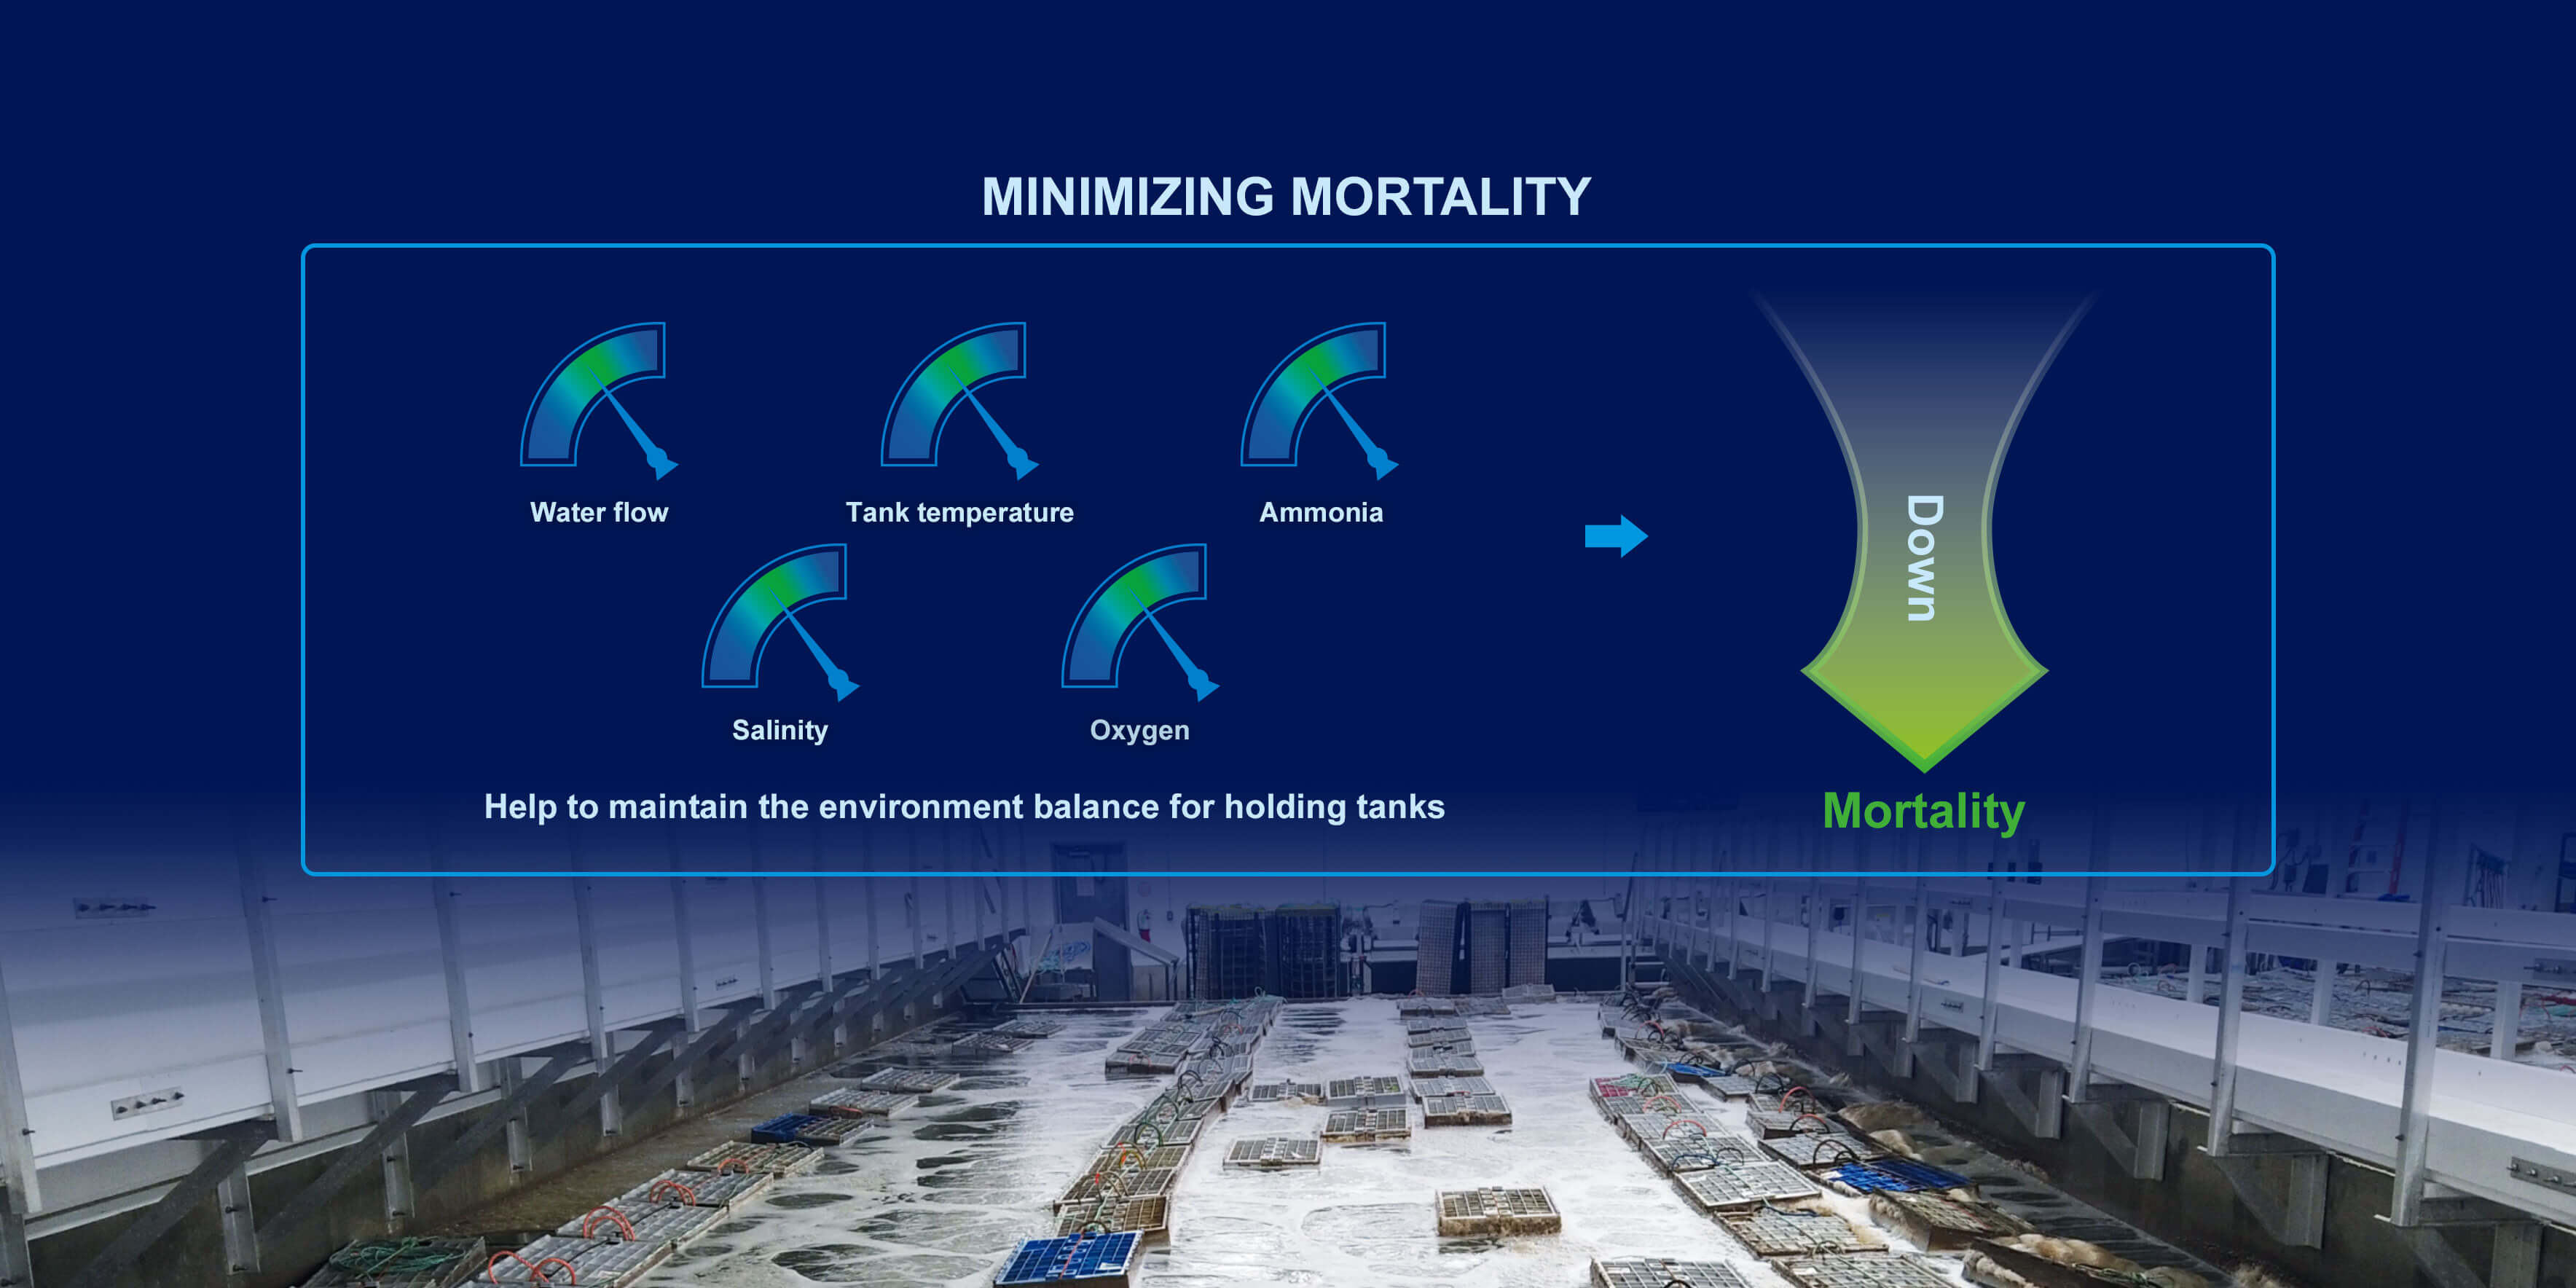 MINIMIZING MORTALITY
Water flow
Tank temperature
Ammonia
Salinity
Oxygen
Help to maintain the environment balance for holding tanks
Down
Mortality